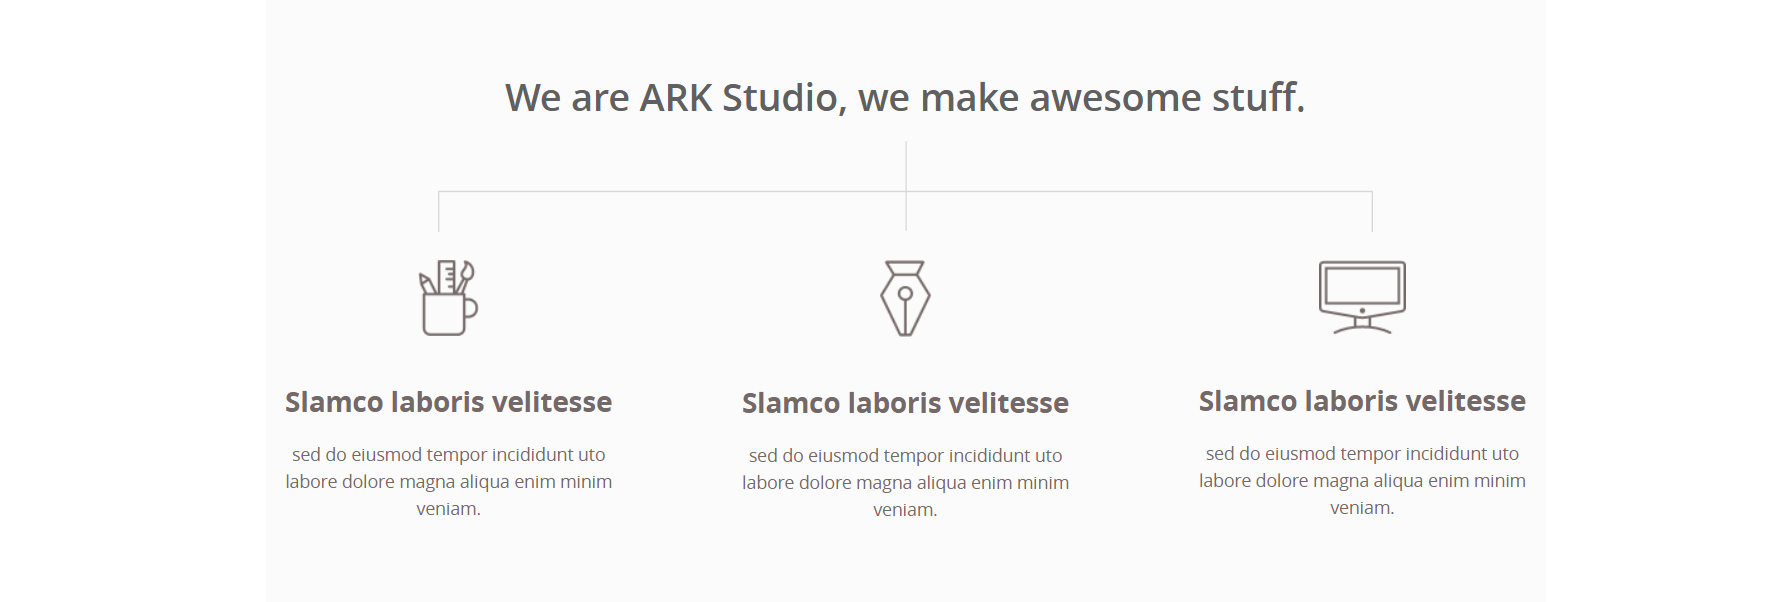 We are ARK Studio, we make awesome stuff.
Slamco laboris velitesse
sed do eiusmod tempor incididunt uto
labore dolore magna aliqua enim minim
veniam.
Slamco laboris velitesse
sed do eiusmod tempor incididunt uto
labore dolore magna aliqua enim minim
veniam.
Slamco laboris velitesse
sed do eiusmod tempor incididunt uto
labore dolore magna aliqua enim minim
veniam.